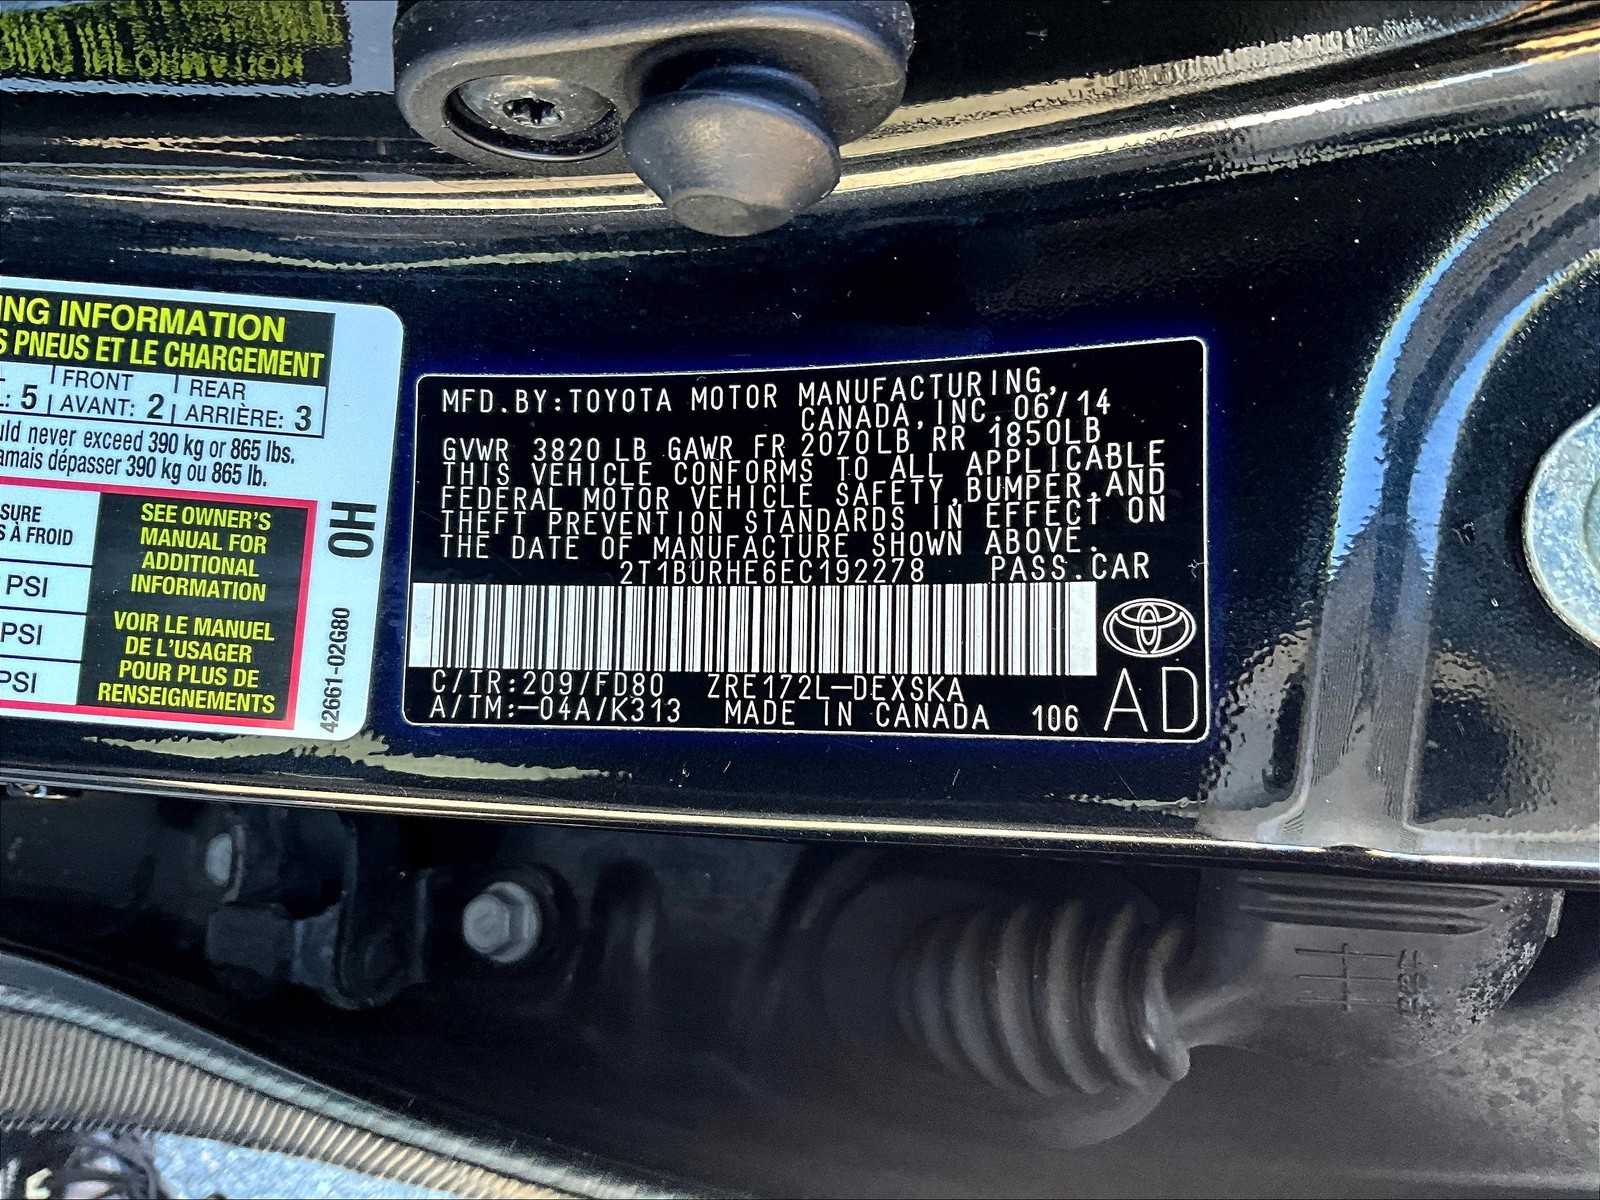 ING INFORMATION
S PNEUS ET LE CHARGEMENT
: 5 FRONT AVANT: 2 REAR ARRIÈRE: 3
uld never exceed 390 kg or 865 lbs.
amais dépasser 390 kg ou 865 lb.
SURE
S À FROID
PSI
PSI
PSI
SEE OWNER'S
MANUAL FOR
ADDITIONAL
INFORMATION
VOIR LE MANUEL
DE L'USAGER
POUR PLUS DE
RENSEIGNEMENTS
OH
42661-02G80
MFD.BY:TOYOTA MOTOR MANUFACTURING,
CANADA,INC. 06/14
GVWR 3820 LB GAWR FR 2070LB RR 1850LB
THIS VEHICLE CONFORMS TO ALL APPLICABLE
FEDERAL MOTOR VEHICLE SAFETY,BUMPER,AND
THEFT PREVENTION STANDARDS IN EFFECT ON
THE DATE OF MANUFACTURE SHOWN ABOVE.
2T1BURHE6EC192278 PASS.CAR
C/TR:209/FD80 ZRE172L-DEXSKA
A/TM:-04A/K313 MADE IN CANADA 106 AD